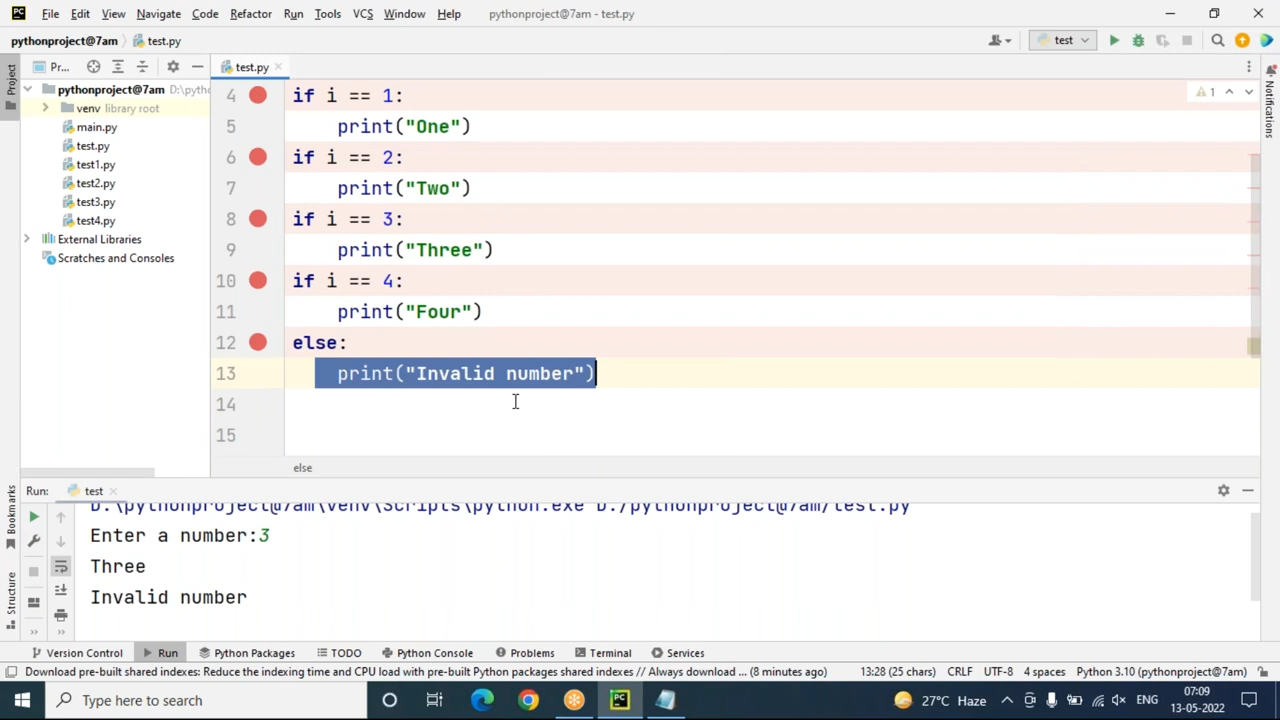 PC File Edit View Navigate Code Refactor Run Tools VCS Window Help pythonproject@7am - test.py
pythonproject@7am test.py test
Project
Pr...
pythonproject@7am D:\pytho
venv library root
main.py
test.py
test1.py
test2.py
test3.py
test4.py
External Libraries
Scratches and Consoles
test.py
1
Notifications
4 if i == 1:
5 print("One")
6 if i == 2:
7 print("Two")
8 if i == 3:
9 print("Three")
10 if i == 4:
11 print("Four")
12 else:
13 print("Invalid number")
14
15
else
Bookmarks
Structure
Run: test
D:\pythonproject@7am\venv\Scripts\python.exe D:/pythonproject@7am/test.py
Enter a number:3
Three
Invalid number
Version Control Run Python Packages TODO Python Console Problems Terminal Services
Download pre-built shared indexes: Reduce the indexing time and CPU load with pre-built Python packages shared indexes // Always download ... (8 minutes ago) 13:28 (25 chars) CRLF UTF-8 4 spaces Python 3.10 (pythonproject@7am)
Type here to search
27°C Haze ENG 07:09
13-05-2022